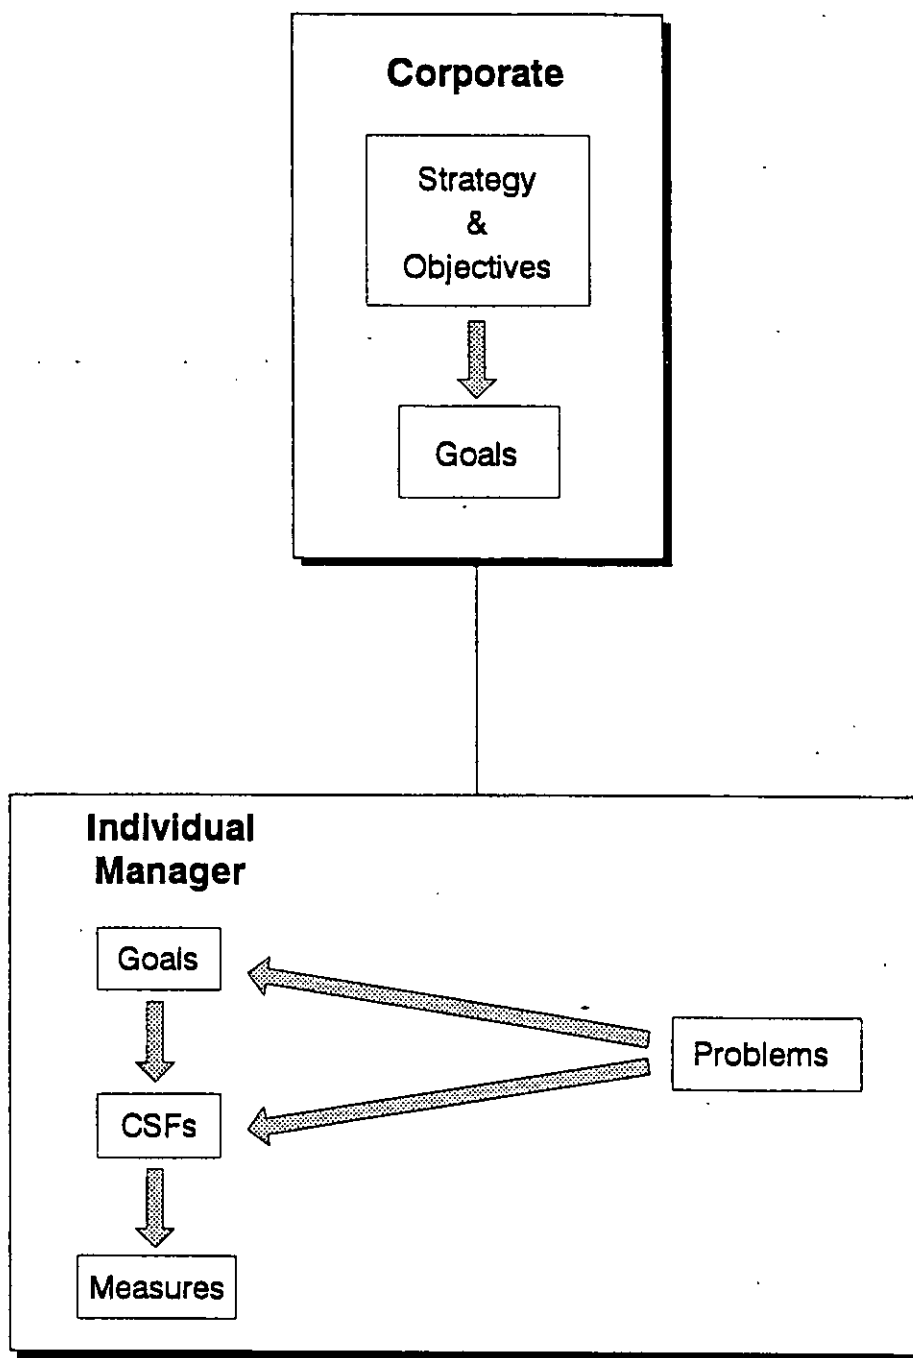 Corporate
Strategy
&
Objectives
Goals
Individual
Manager
Goals
Problems
CSFs
Measures